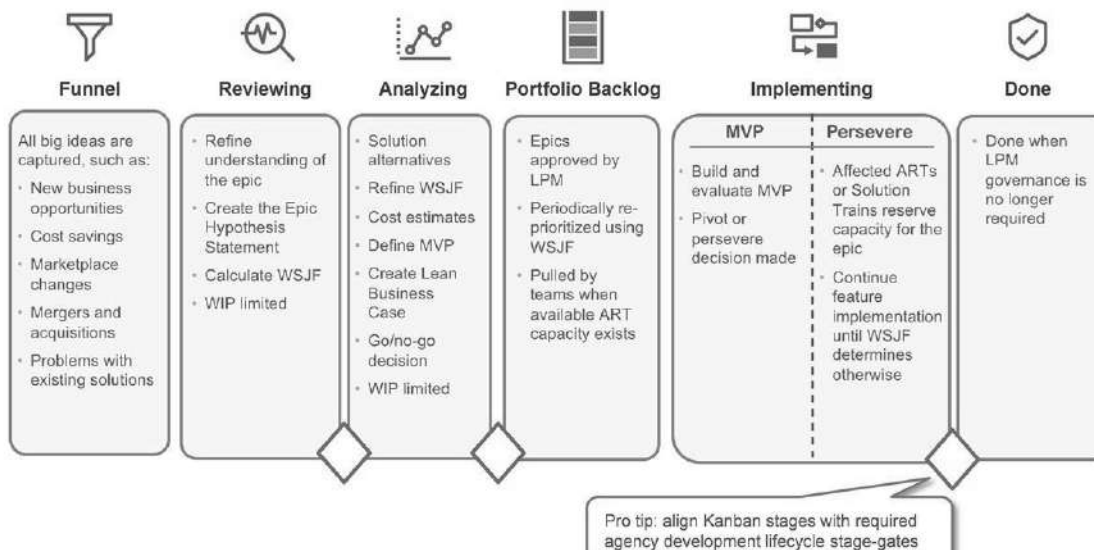 Funnel
Reviewing
Analyzing
Portfolio Backlog
Implementing
Done
All big ideas are
captured, such as:
• New business
opportunities
• Cost savings
• Marketplace
changes
• Mergers and
acquisitions
• Problems with
existing solutions
• Refine
understanding of
the epic
• Create the Epic
Hypothesis
Statement
• Calculate WSJF
• WIP limited
• Solution
alternatives
• Refine WSJF
• Cost estimates
• Define MVP
• Create Lean
Business
Case
• Go/no-go
decision
• WIP limited
• Epics
approved by
LPM
• Periodically re-
prioritized using
WSJF
• Pulled by
teams when
available ART
capacity exists
MVP
• Build and
evaluate MVP
• Pivot or
persevere
decision made
Persevere
• Affected ARTs
or Solution
Trains reserve
capacity for the
epic
• Continue
feature
implementation
until WSJF
determines
otherwise
• Done when
LPM
governance is
no longer
required
Pro tip: align Kanban stages with required
agency development lifecycle stage-gates